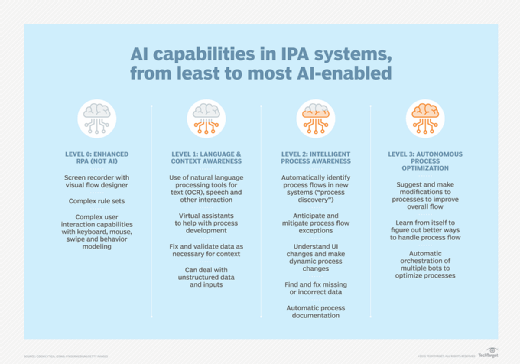 AI capabilities in IPA systems,
from least to most AI-enabled
LEVEL 0: ENHANCED
RPA (NOT AI)
Screen recorder with
visual flow designer
Complex rule sets
Complex user
interaction capabilities
with keyboard, mouse,
swipe and behavior
modeling
LEVEL 1: LANGUAGE &
CONTEXT AWARENESS
Use of natural language
processing tools for
text (OCR), speech and
other interaction
Virtual assistants
to help with process
development
Fix and validate data as
necessary for context
Can deal with
unstructured data
and inputs
LEVEL 2: INTELLIGENT
PROCESS AWARENESS
Automatically identify
process flows in new
systems ("process
discovery")
Anticipate and
mitigate process flow
exceptions
Understand UI
changes and make
dynamic process
changes
Find and fix missing
or incorrect data
Automatic process
documentation
LEVEL 3: AUTONOMOUS
PROCESS
OPTIMIZATION
Suggest and make
modifications to
processes to improve
overall flow
Learn from itself to
figure out better ways
to handle process flow
Automatic
orchestration of
multiple bots to
optimize processes
TechTarget